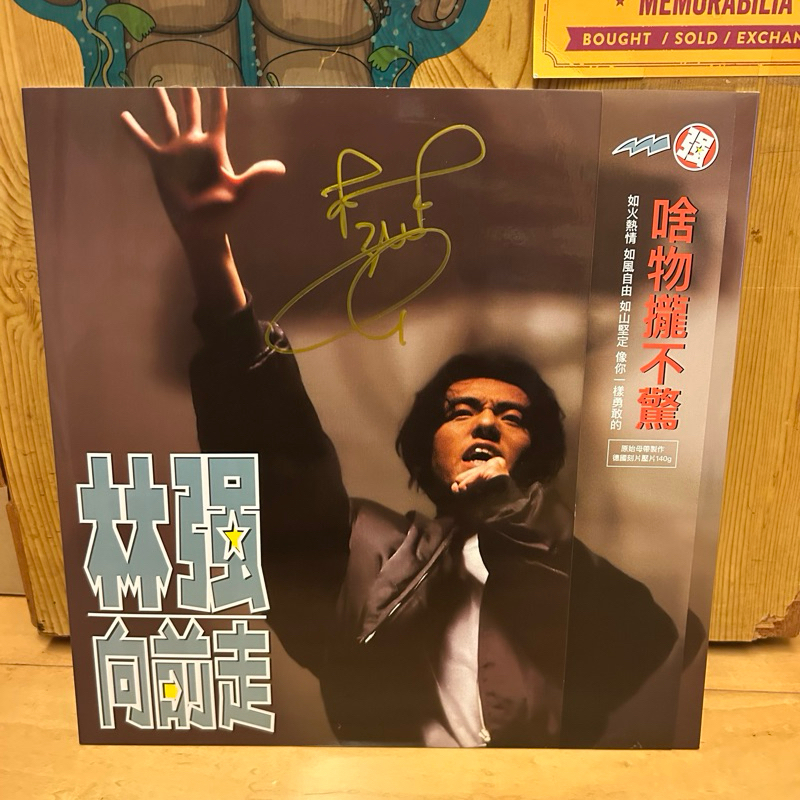 MEMORABILIA
BOUGHT / SOLD / EXCHAN
强
啥物攏不驚
如火熱情 如風自由 如山堅定 像你一樣勇敢的
原始母帶製作
德國刻片壓片140g
林强
向前走